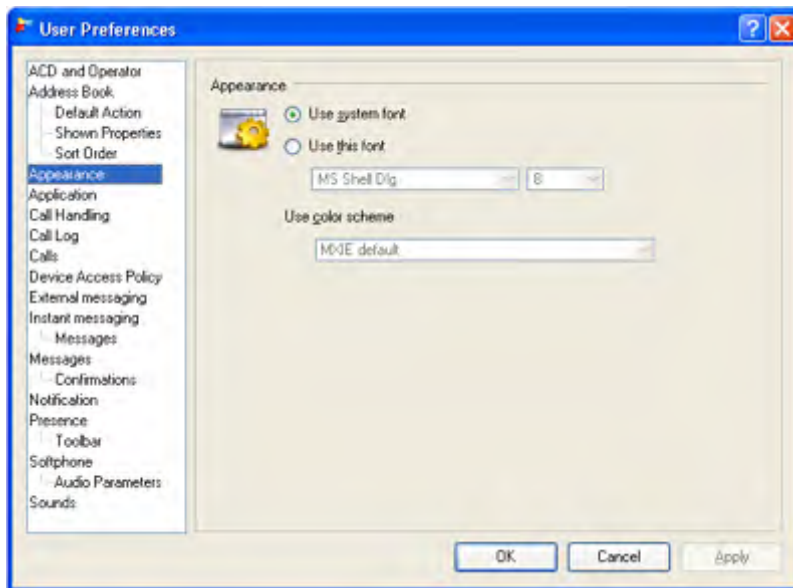 User Preferences
ACD and Operator
Address Book
Default Action
Shown Properties
Sort Order
Appearance
Application
Call Handling
Call Log
Calls
Device Access Policy
External messaging
Instant messaging
Messages
Messages
Confirmations
Notification
Presence
Toolbar
Softphone
Audio Parameters
Sounds
Appearance
Use system font
Use this font
MS Shell Dlg
8
Use color scheme
MXIE default
OK
Cancel
Apply